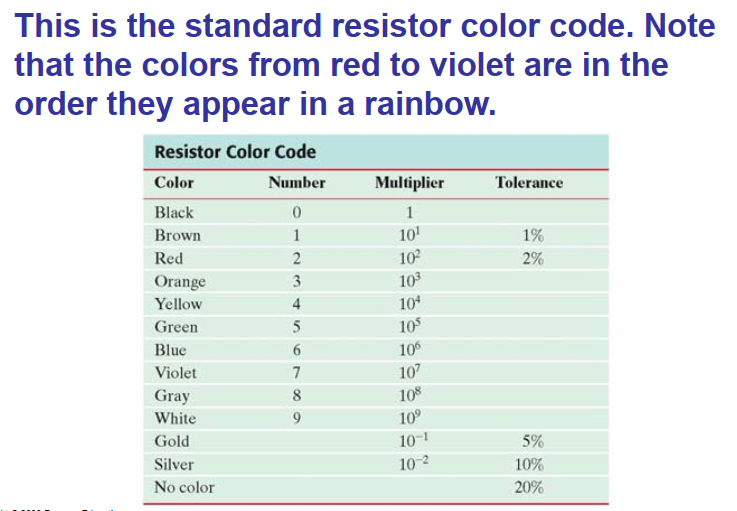 This is the standard resistor color code. Note
that the colors from red to violet are in the
order they appear in a rainbow.
Resistor Color Code
Color Number Multiplier Tolerance
Black 0 1
Brown 1 10¹ 1%
Red 2 10² 2%
Orange 3 10³
Yellow 4 10⁴
Green 5 10⁵
Blue 6 10⁶
Violet 7 10⁷
Gray 8 10⁸
White 9 10⁹
Gold 10⁻¹ 5%
Silver 10⁻² 10%
No color 20%